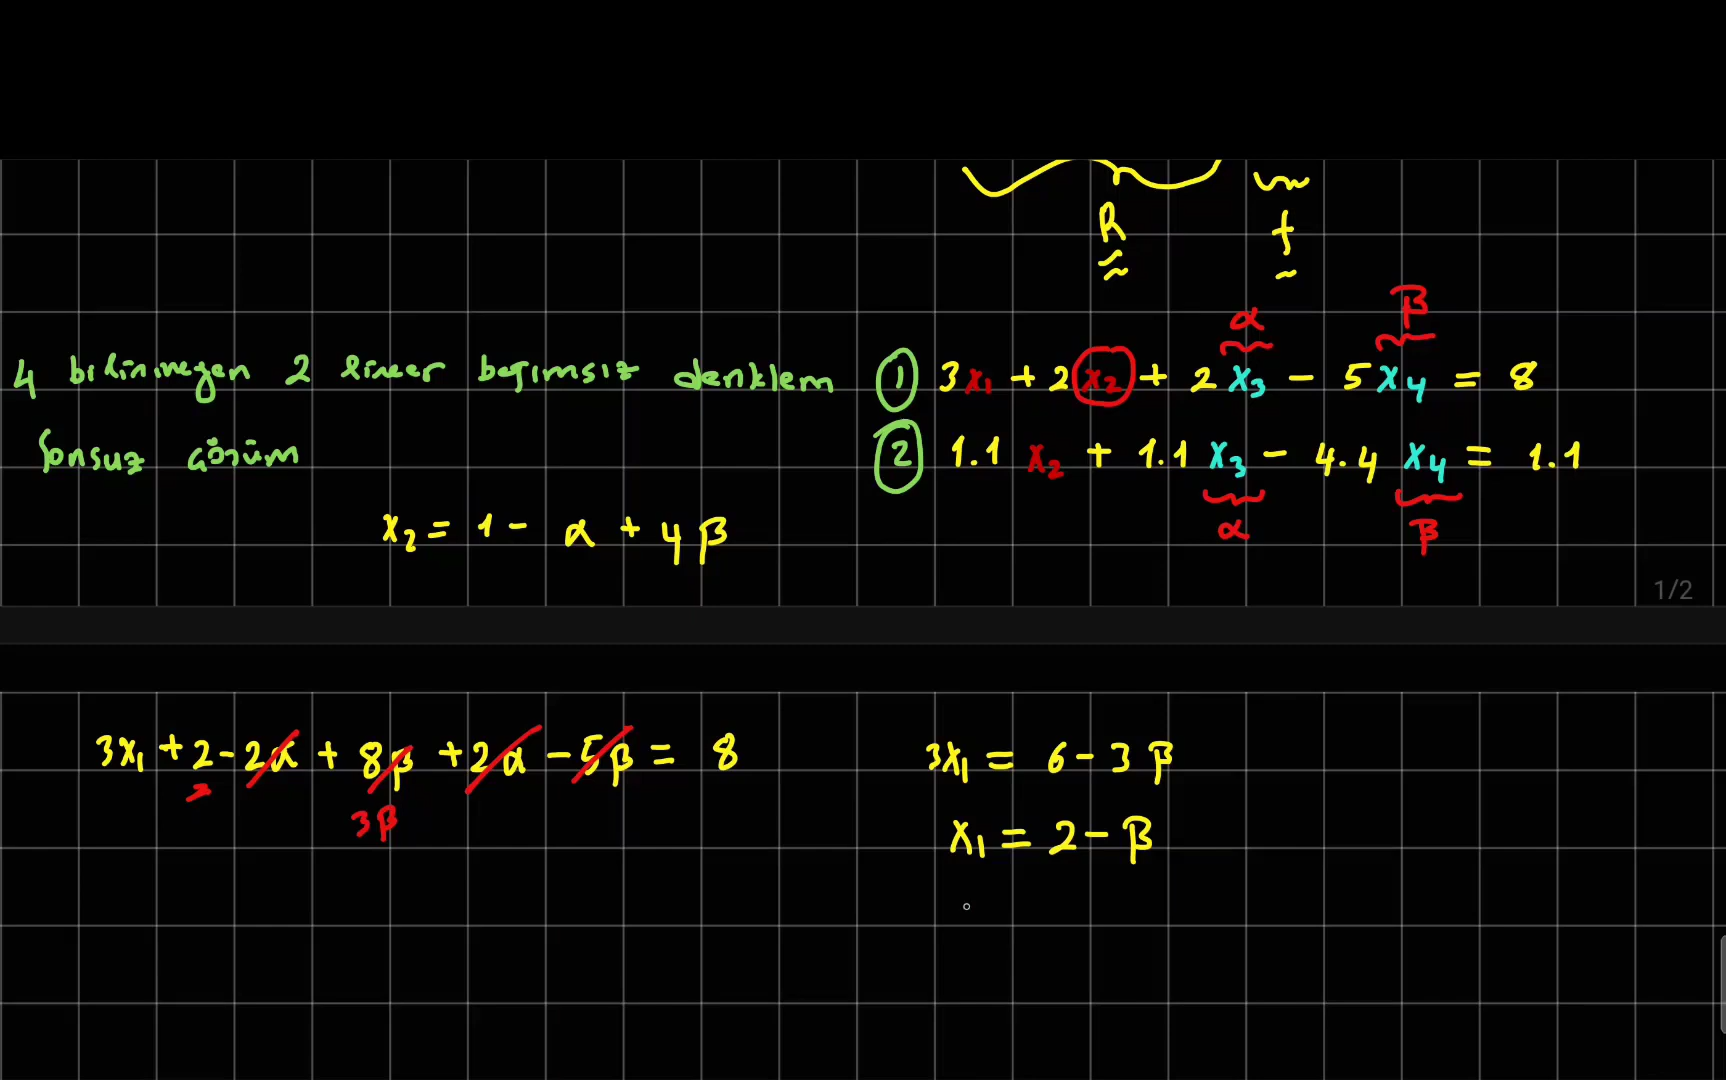 R f
α β
4 bilinmeyen 2 lineer bağımsız denklem ① 3x₁ + 2x₂ + 2x₃ - 5x₄ = 8
Sonsuz çözüm ② 1.1 x₂ + 1.1 x₃ - 4.4 x₄ = 1.1
x₂ = 1 - α + 4β α β
1/2
3x₁ + 2 - 2α + 8β + 2α - 5β = 8 3x₁ = 6 - 3β
3β x₁ = 2 - β